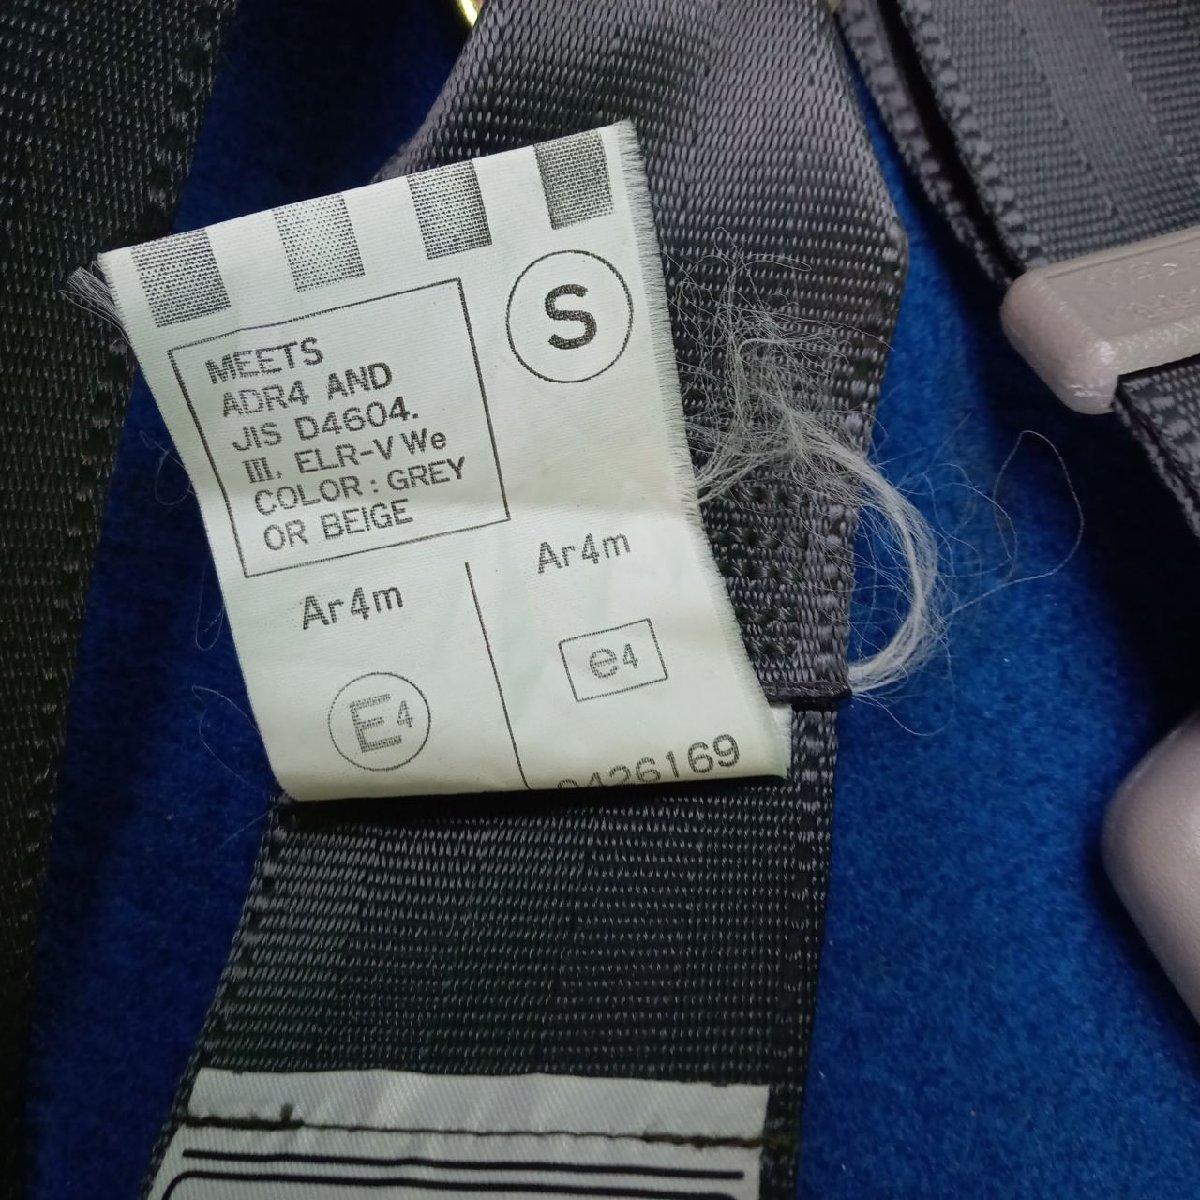 S
MEETS
ADR4 AND
JIS D4604.
III. ELR-V We
COLOR : GREY
OR BEIGE
Ar4m
Ar4m
E4
e4